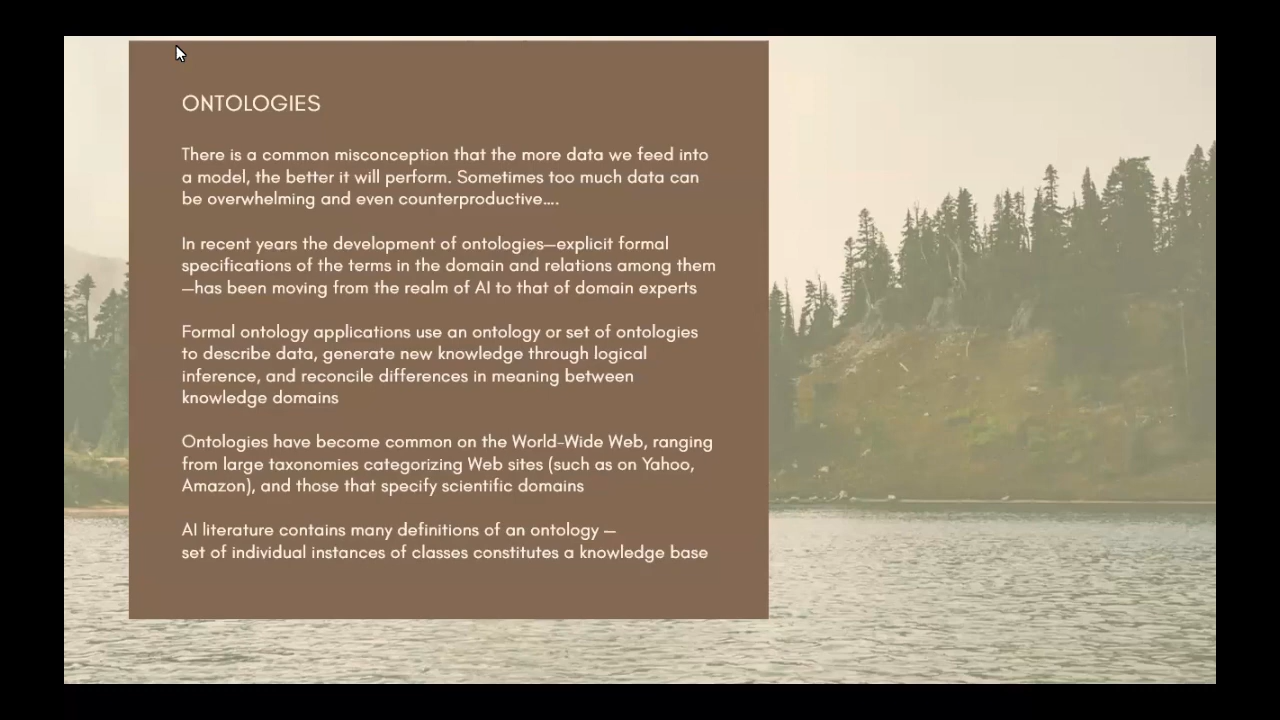 ONTOLOGIES
There is a common misconception that the more data we feed into
a model, the better it will perform. Sometimes too much data can
be overwhelming and even counterproductive....
In recent years the development of ontologies—explicit formal
specifications of the terms in the domain and relations among them
—has been moving from the realm of AI to that of domain experts
Formal ontology applications use an ontology or set of ontologies
to describe data, generate new knowledge through logical
inference, and reconcile differences in meaning between
knowledge domains
Ontologies have become common on the World-Wide Web, ranging
from large taxonomies categorizing Web sites (such as on Yahoo,
Amazon), and those that specify scientific domains
AI literature contains many definitions of an ontology —
set of individual instances of classes constitutes a knowledge base